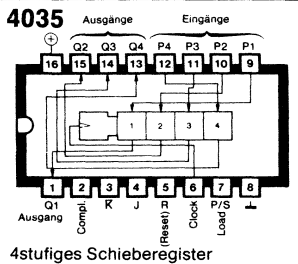 4035
Ausgänge Eingänge
⊕ Q2 Q3 Q4 P4 P3 P2 P1
16 15 14 13 12 11 10 9
1 2 3 4
1 2 3 4 5 6 7 8
Q1 Compl. K̅ J R Clock P/S ⊥
Ausgang (Reset) Load
4stufiges Schieberegister